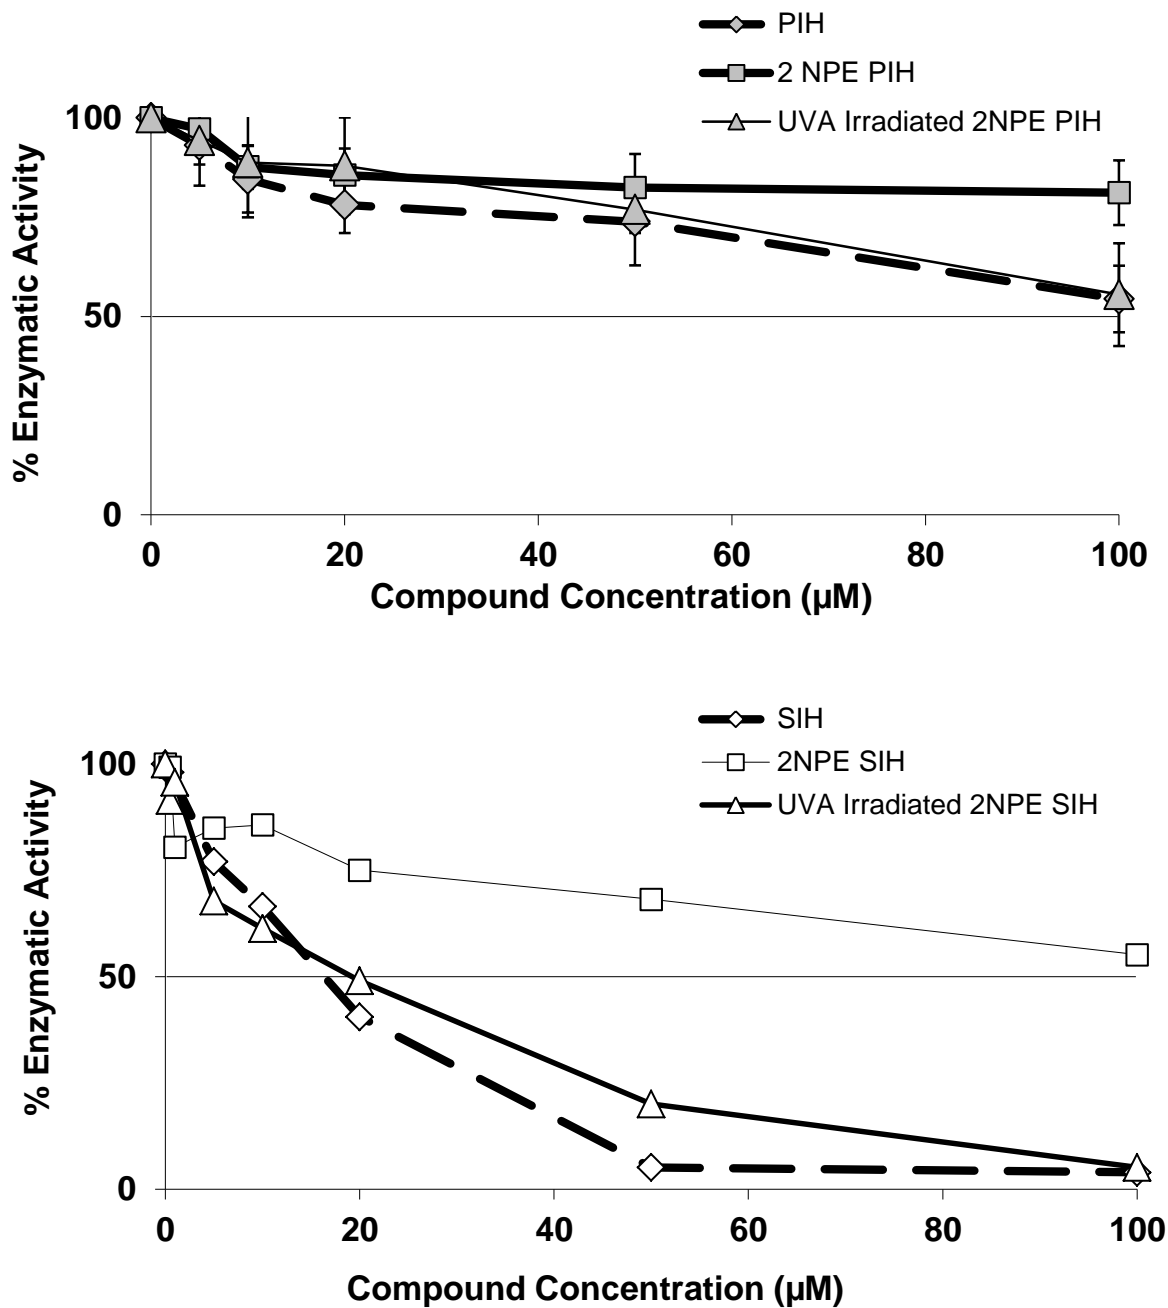 PIH
2 NPE PIH
UVA Irradiated 2NPE PIH
100
50
0
% Enzymatic Activity
0 20 40 60 80 100
Compound Concentration (µM)
SIH
2NPE SIH
UVA Irradiated 2NPE SIH
100
50
0
% Enzymatic Activity
0 20 40 60 80 100
Compound Concentration (µM)